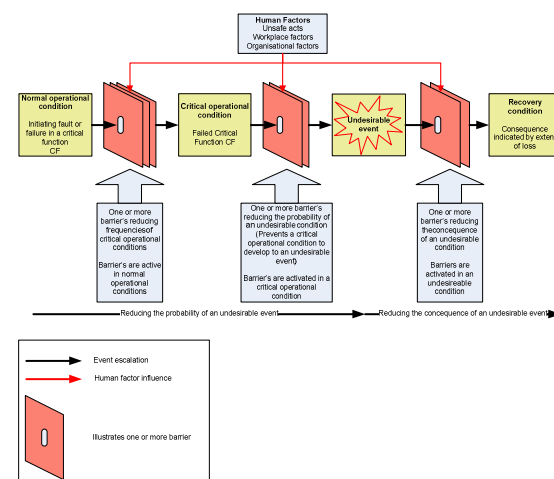 Human Factors
Unsafe acts
Workplace factors
Organisational factors
Normal operational
condition
Initiating fault or
failure in a critical
function
CF
Critical operational
condition
Failed Critical
Function CF
Undesirable
event
Recovery
condition
Consequence
indicated by exten
of loss
One or more
barrier's reducing
frequenciesof
critical operational
conditions
Barrier's are active
in normal
operational
conditions
One or more barrier's
reducing the probability of
an undesirable condition
(Prevents a critical
operational condition to
develop to an undesirable
event)
Barrier's are activated in a
critical operational
condition
One or more
barrier's reducing
theconcequence
of an undesirable
condition
Barriers are
activated in an
undesireable
condition
Reducing the probability of an undesirable event
Reducing the concequence of an undesirable event
Event escalation
Human factor influence
Illustrates one or more barrier